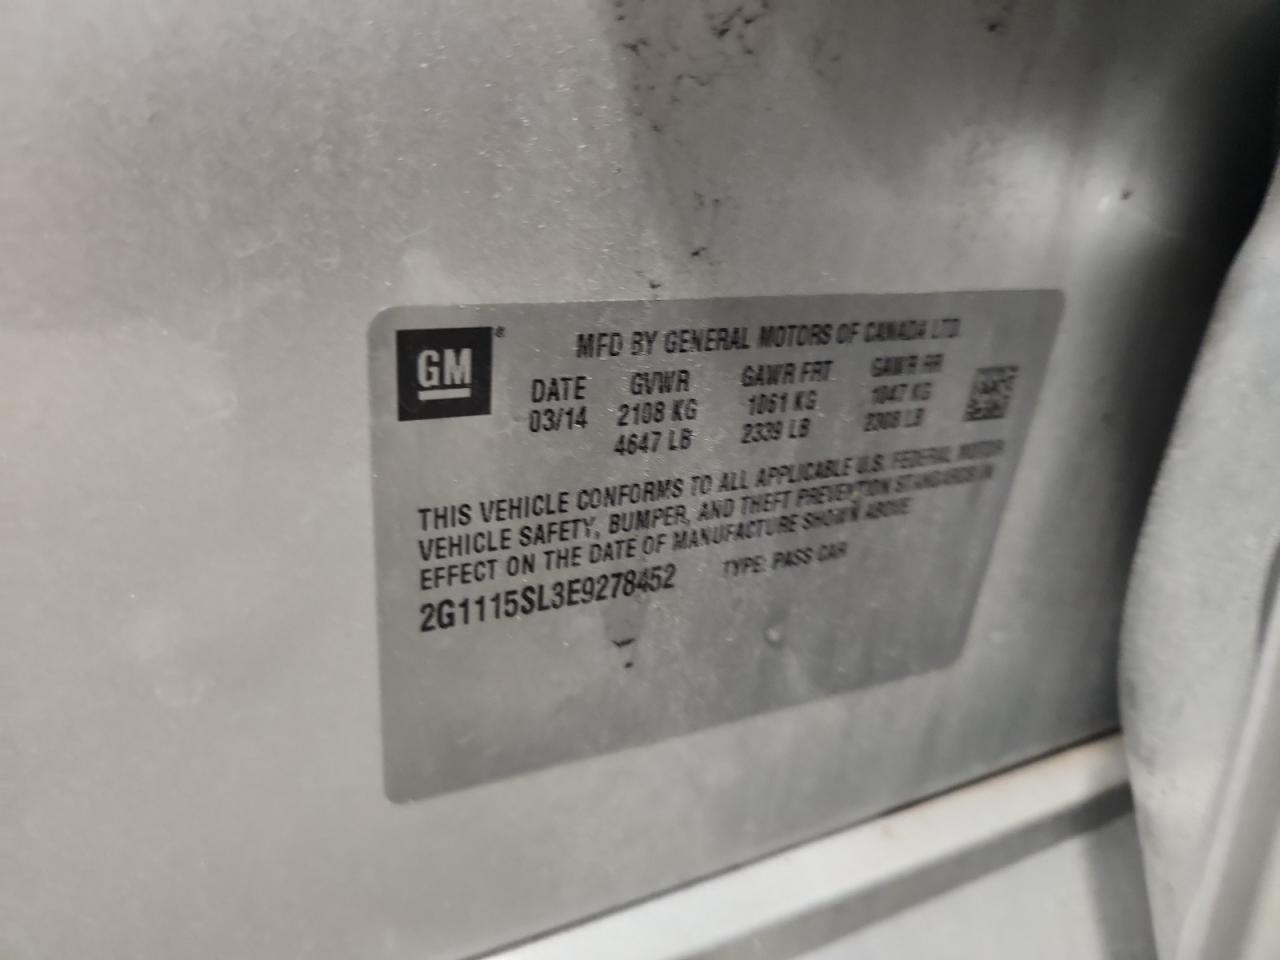 GM®
MFD BY GENERAL MOTORS OF CANADA LTD.
DATE GVWR GAWR FRT GAWR RR
03/14 2108 KG 1061 KG 1047 KG
4647 LB 2339 LB 2308 LB
THIS VEHICLE CONFORMS TO ALL APPLICABLE U.S. FEDERAL MOTOR
VEHICLE SAFETY, BUMPER, AND THEFT PREVENTION STANDARDS IN
EFFECT ON THE DATE OF MANUFACTURE SHOWN ABOVE
2G1115SL3E9278452 TYPE: PASS CAR